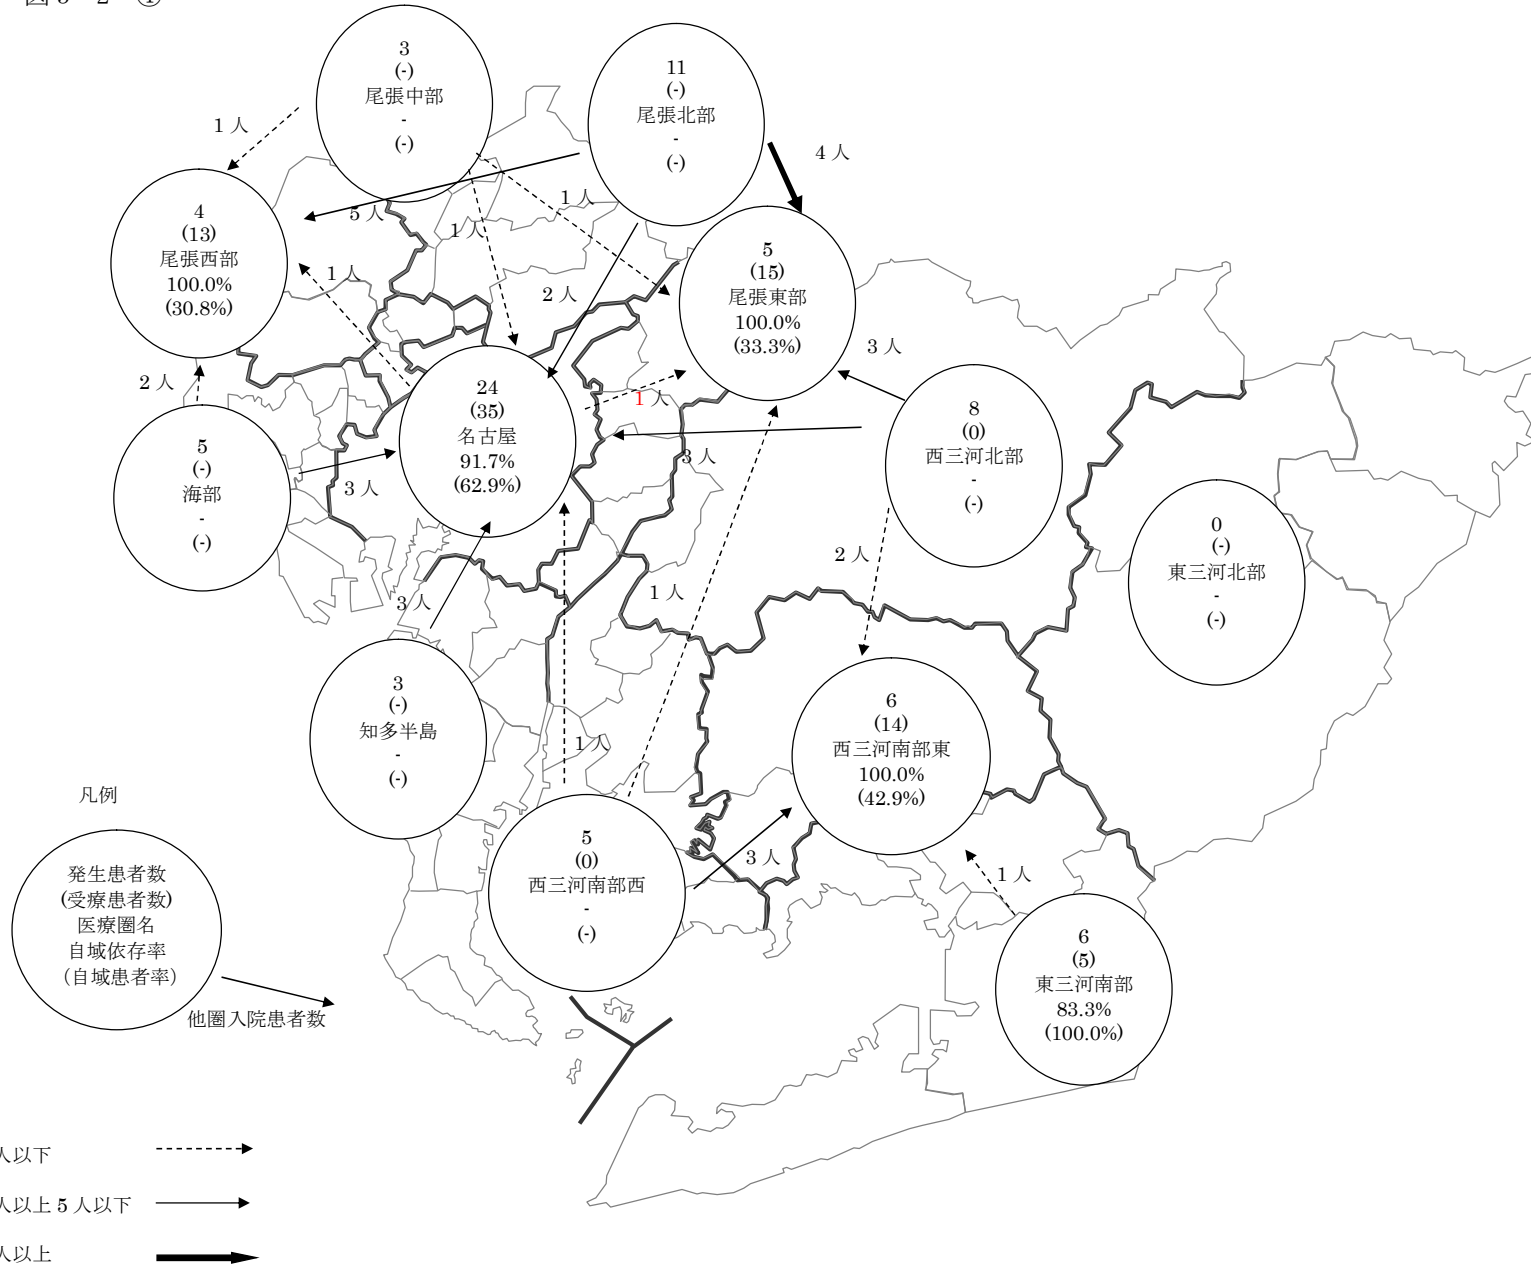 3
(-)
尾張中部
-
(-)
11
(-)
尾張北部
-
(-)
1 人
4 人
4
(13)
尾張西部
100.0%
(30.8%)
5 人
1 人
1 人
1 人
2 人
5
(15)
尾張東部
100.0%
(33.3%)
3 人
2 人
24
(35)
名古屋
91.7%
(62.9%)
1 人
8
(0)
西三河北部
-
(-)
5
(-)
海部
-
(-)
3 人
3 人
2 人
0
(-)
東三河北部
-
(-)
3 人
1 人
3
(-)
知多半島
-
(-)
6
(14)
西三河南部東
100.0%
(42.9%)
1 人
5
(0)
西三河南部西
-
(-)
3 人
1 人
6
(5)
東三河南部
83.3%
(100.0%)
凡例
発生患者数
(受療患者数)
医療圏名
自域依存率
(自域患者率)
他圏入院患者数
人以下
人以上 5 人以下
人以上